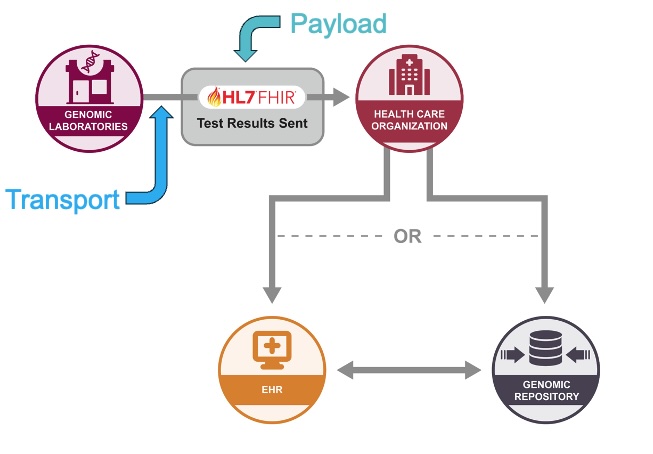 Payload
GENOMIC
LABORATORIES
HL7 FHIR®
Test Results Sent
HEALTH CARE
ORGANIZATION
Transport
OR
EHR
GENOMIC
REPOSITORY